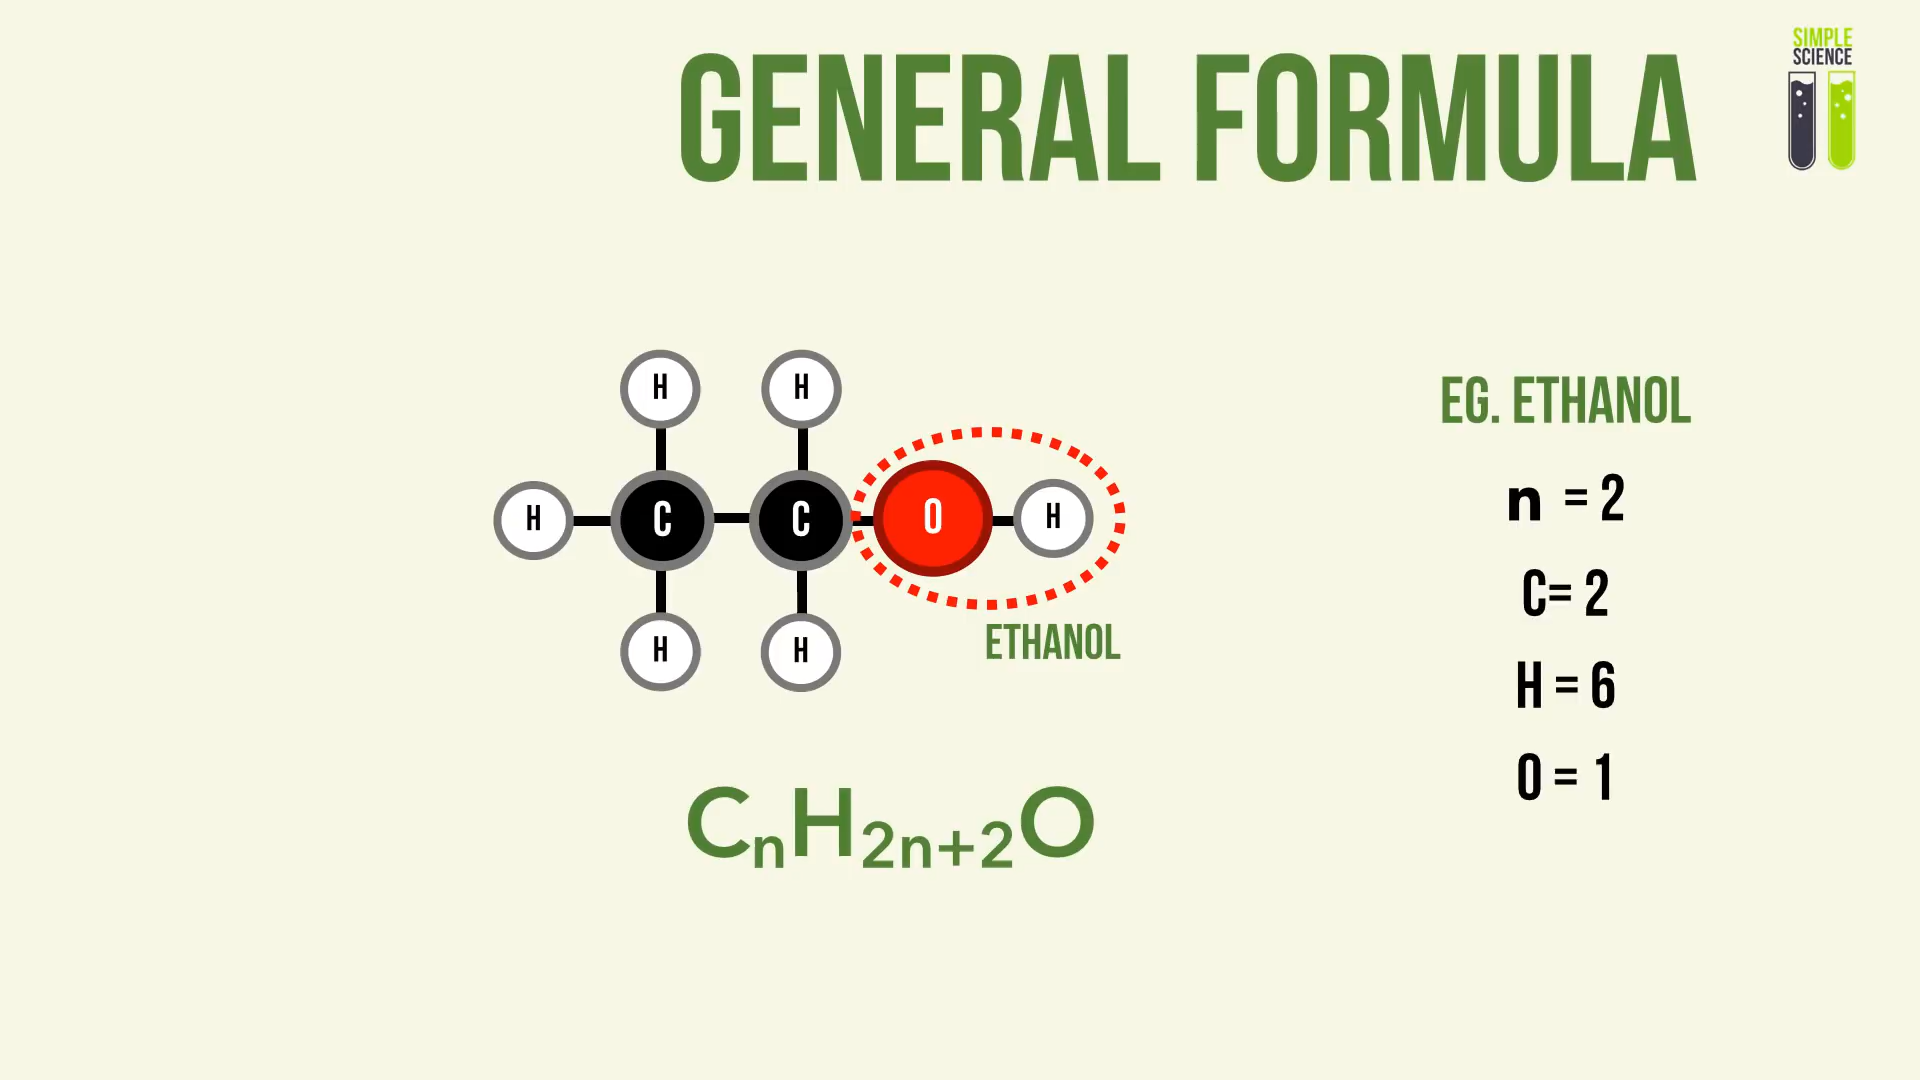 GENERAL FORMULA
SIMPLE
SCIENCE
H H
H C C O H
H H
ETHANOL
CnH2n+2O
EG. ETHANOL
n = 2
C= 2
H = 6
O = 1